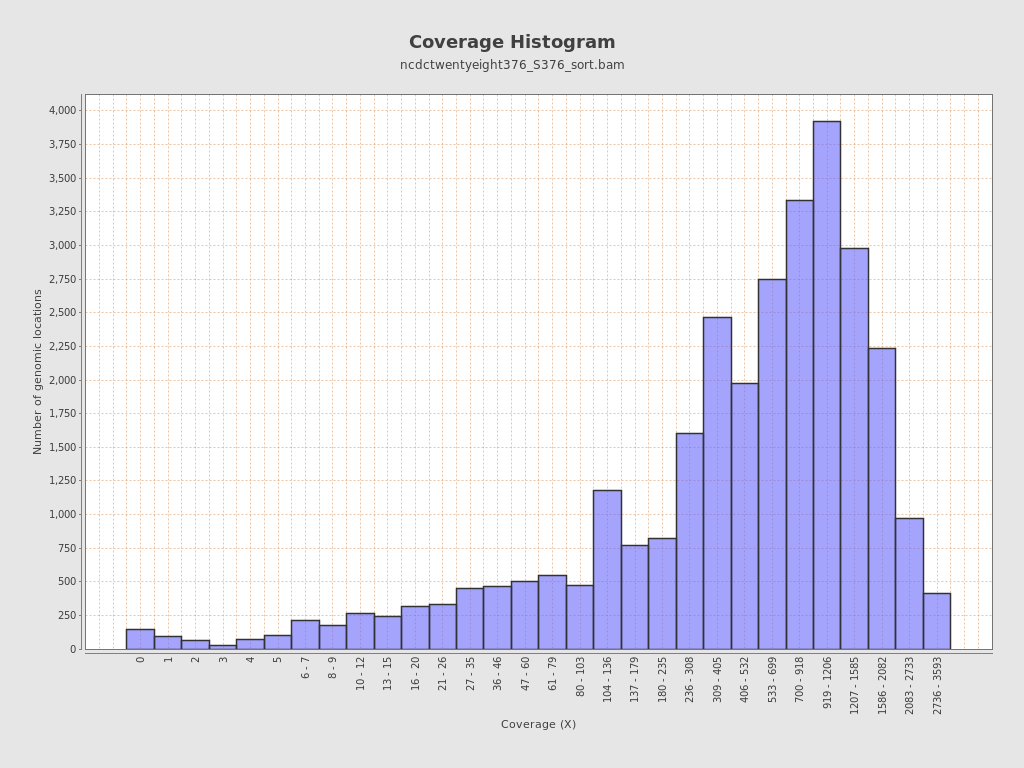 Coverage Histogram
ncdctwentyeight376_S376_sort.bam
Number of genomic locations
4,000
3,750
3,500
3,250
3,000
2,750
2,500
2,250
2,000
1,750
1,500
1,250
1,000
750
500
250
0
0
1
2
3
4
5
6 - 7
8 - 9
10 - 12
13 - 15
16 - 20
21 - 26
27 - 35
36 - 46
47 - 60
61 - 79
80 - 103
104 - 136
137 - 179
180 - 235
236 - 308
309 - 405
406 - 532
533 - 699
700 - 918
919 - 1206
1207 - 1585
1586 - 2082
2083 - 2733
2736 - 3593
Coverage (X)